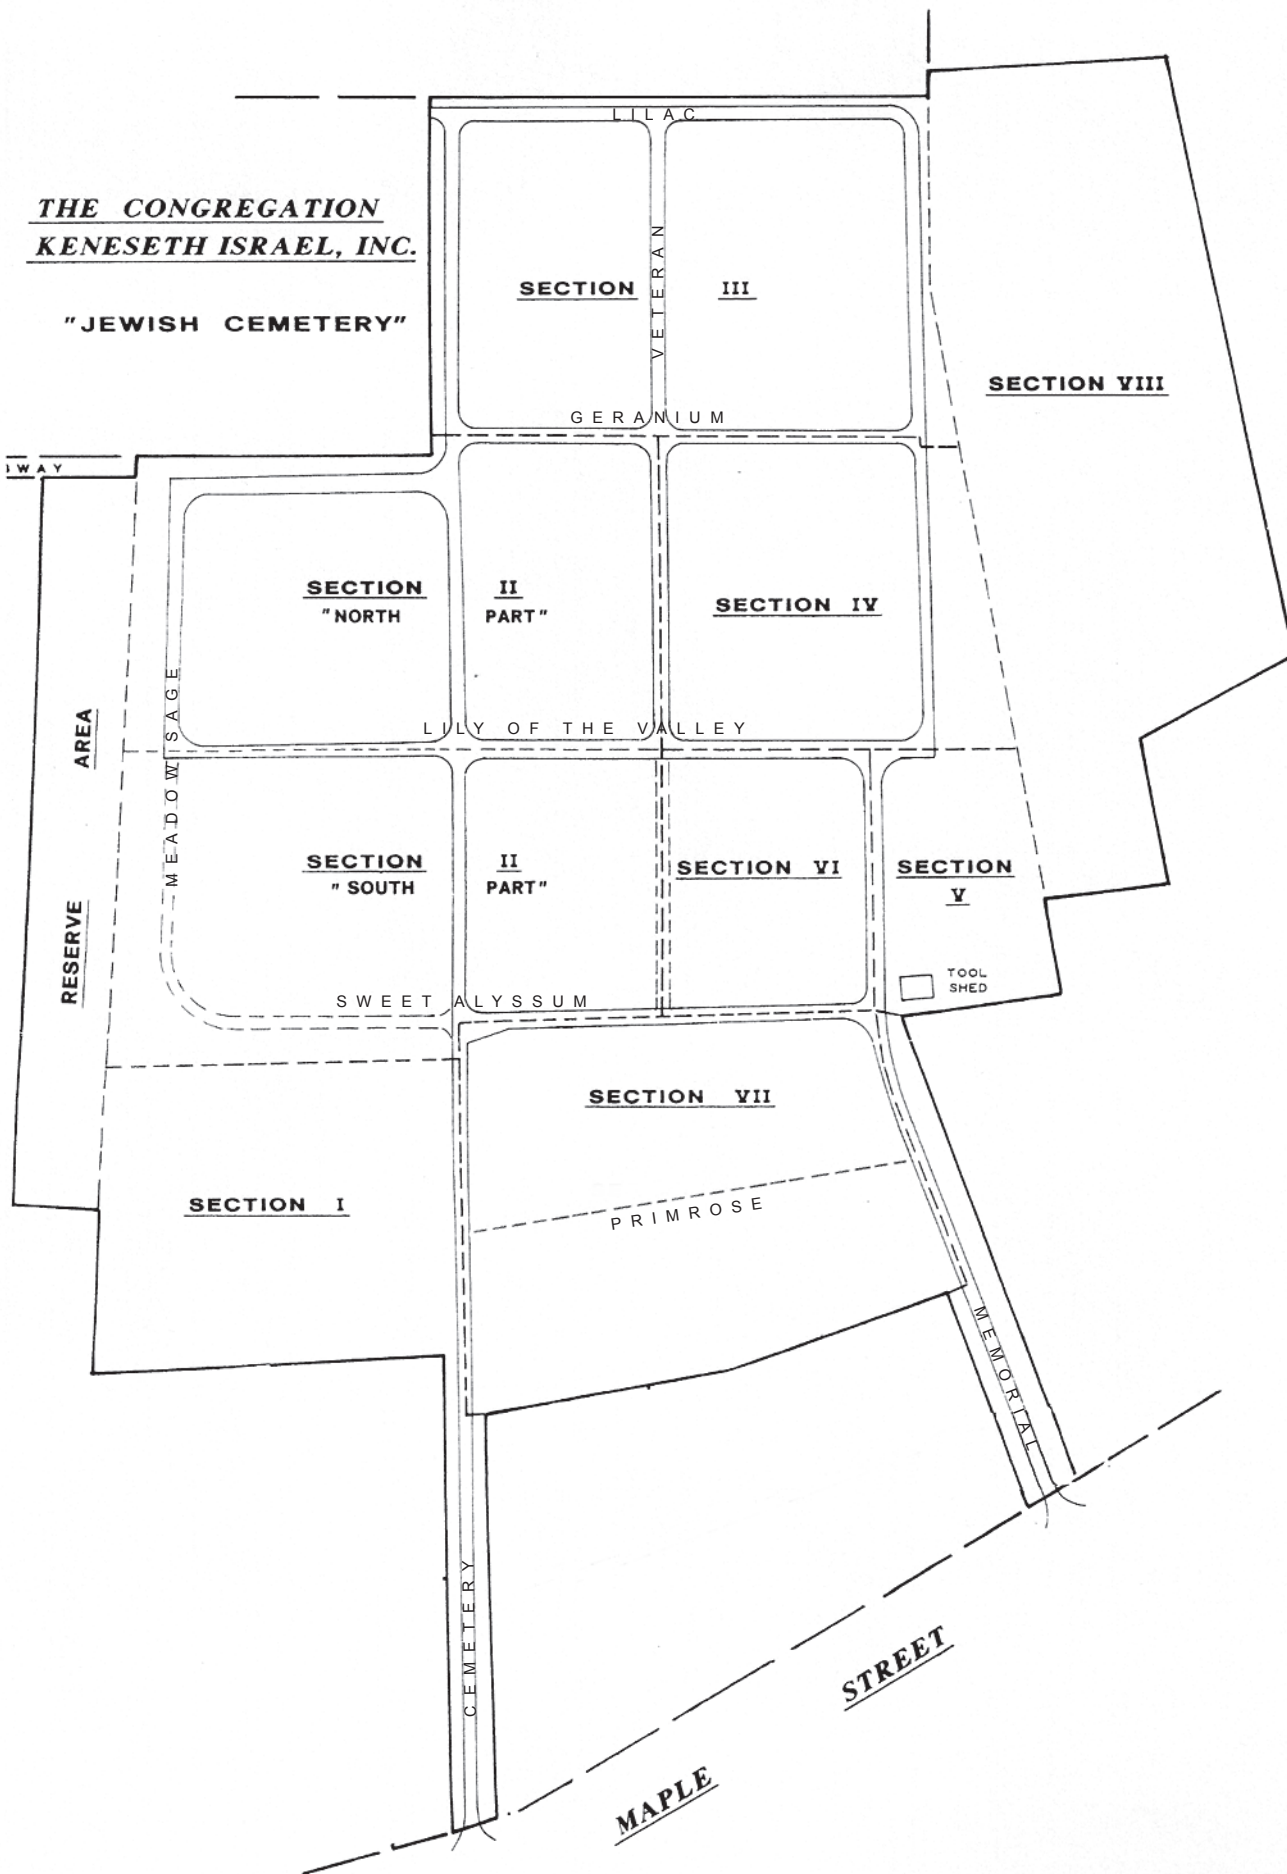 LILAC
THE CONGREGATION
KENESETH ISRAEL, INC.
"JEWISH CEMETERY"
VETERAN
SECTION III
SECTION VIII
GERANIUM
SECTION II
"NORTH PART"
SECTION IV
MEADOW SAGE
LILY OF THE VALLEY
RESERVE AREA
SECTION II
"SOUTH PART"
SECTION VI
SECTION
V
TOOL
SHED
SWEET ALYSSUM
SECTION VII
SECTION I
PRIMROSE
MEMORIAL
CEMETERY
MAPLE STREET